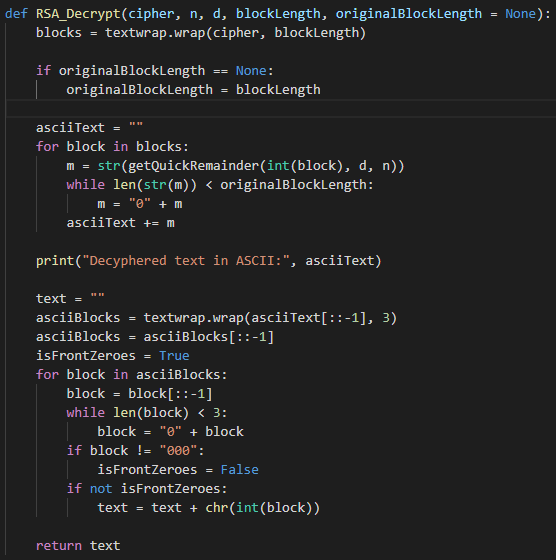 def RSA_Decrypt(cipher, n, d, blockLength, originalBlockLength = None):
    blocks = textwrap.wrap(cipher, blockLength)

    if originalBlockLength == None:
        originalBlockLength = blockLength

    asciiText = ""
    for block in blocks:
        m = str(getQuickRemainder(int(block), d, n))
        while len(str(m)) < originalBlockLength:
            m = "0" + m
        asciiText += m

    print("Decyphered text in ASCII:", asciiText)

    text = ""
    asciiBlocks = textwrap.wrap(asciiText[::-1], 3)
    asciiBlocks = asciiBlocks[::-1]
    isFrontZeroes = True
    for block in asciiBlocks:
        block = block[::-1]
        while len(block) < 3:
            block = "0" + block
        if block != "000":
            isFrontZeroes = False
        if not isFrontZeroes:
            text = text + chr(int(block))

    return text